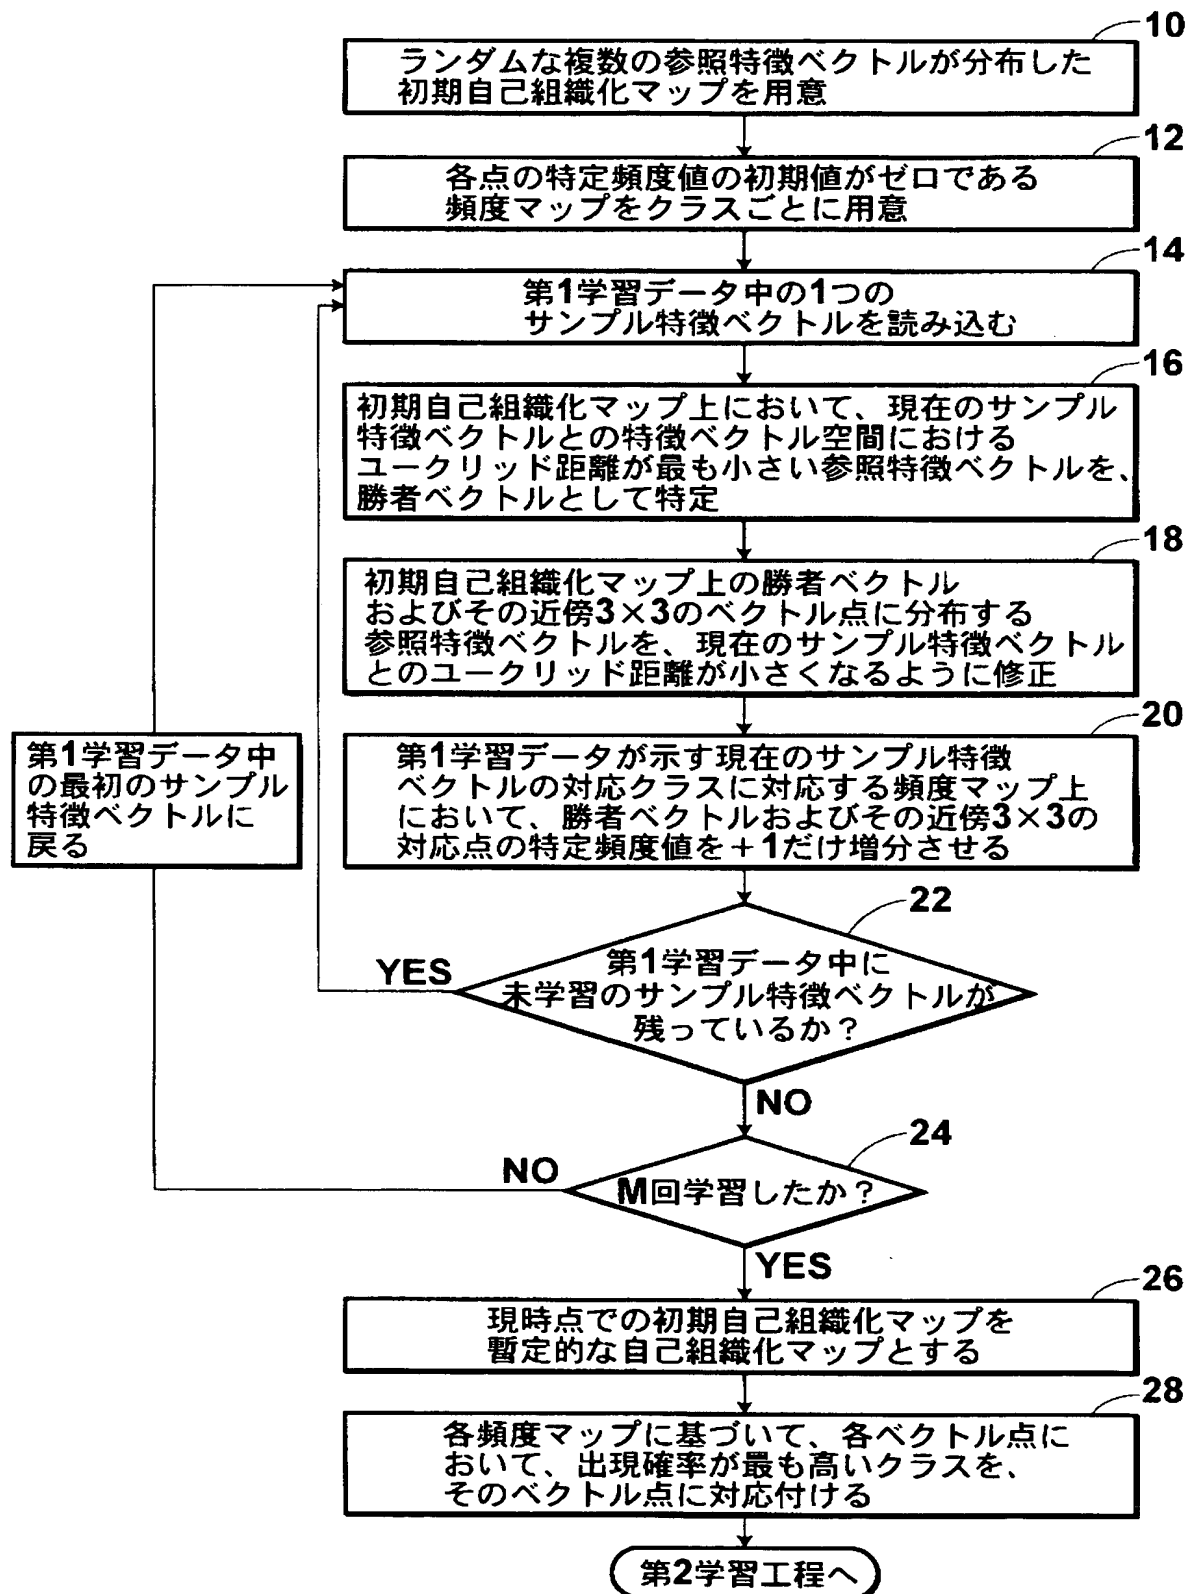 10
ランダムな複数の参照特徴ベクトルが分布した
初期自己組織化マップを用意
12
各点の特定頻度値の初期値がゼロである
頻度マップをクラスごとに用意
14
第1学習データ中の1つの
サンプル特徴ベクトルを読み込む
16
初期自己組織化マップ上において、現在のサンプル
特徴ベクトルとの特徴ベクトル空間における
ユークリッド距離が最も小さい参照特徴ベクトルを、
勝者ベクトルとして特定
18
初期自己組織化マップ上の勝者ベクトル
およびその近傍3×3のベクトル点に分布する
参照特徴ベクトルを、現在のサンプル特徴ベクトル
とのユークリッド距離が小さくなるように修正
20
第1学習データが示す現在のサンプル特徴
ベクトルの対応クラスに対応する頻度マップ上
において、勝者ベクトルおよびその近傍3×3の
対応点の特定頻度値を+1だけ増分させる
第1学習データ中
の最初のサンプル
特徴ベクトルに
戻る
22
第1学習データ中に
未学習のサンプル特徴ベクトルが
残っているか?
YES
NO
24
M回学習したか?
NO
YES
26
現時点での初期自己組織化マップを
暫定的な自己組織化マップとする
28
各頻度マップに基づいて、各ベクトル点に
おいて、出現確率が最も高いクラスを、
そのベクトル点に対応付ける
第2学習工程へ